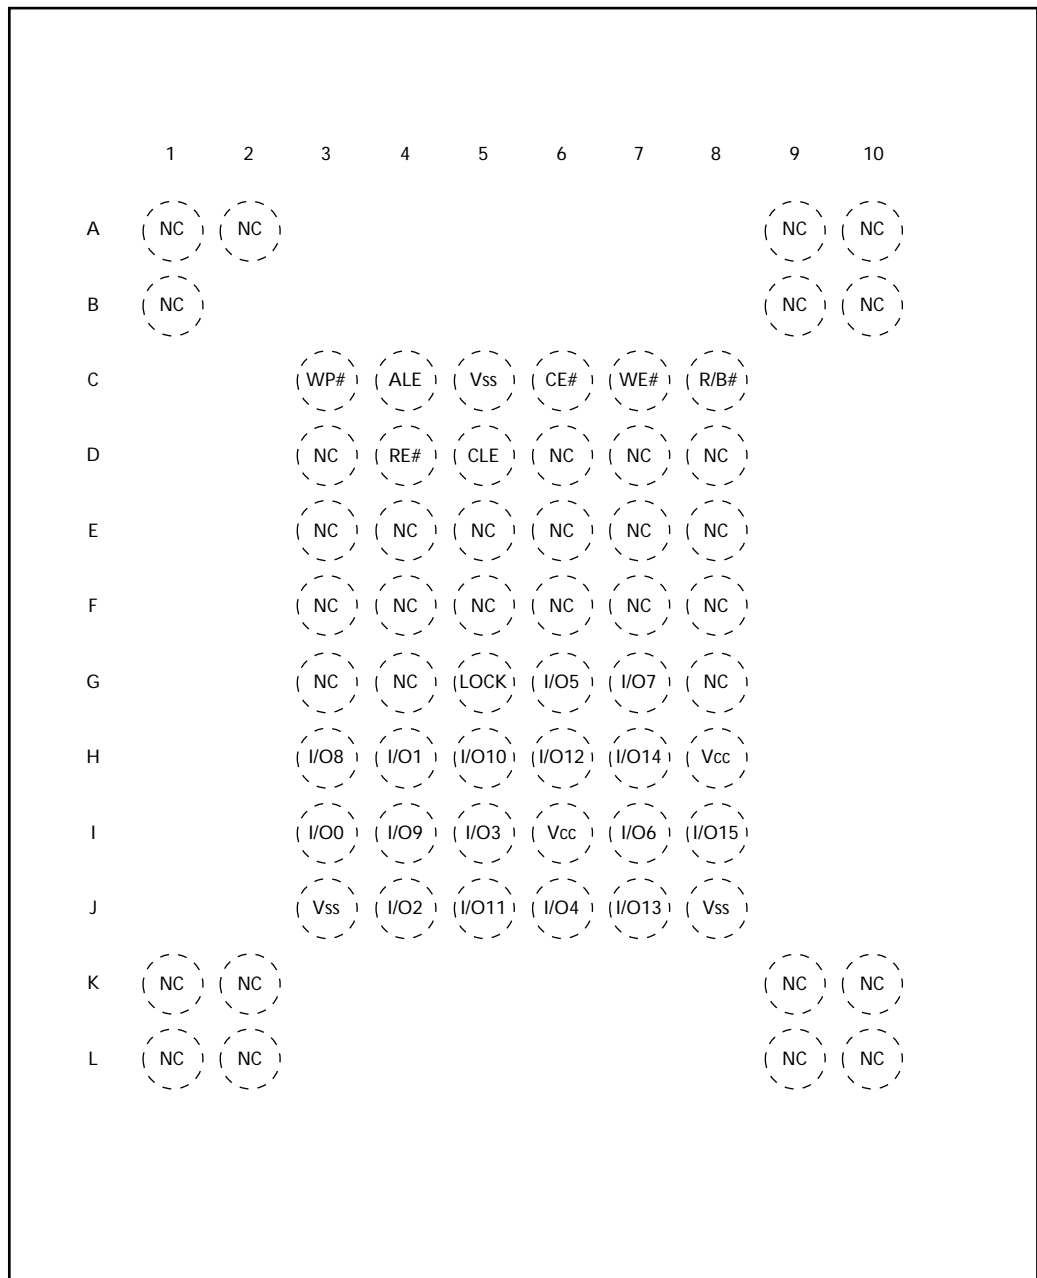 1 2 3 4 5 6 7 8 9 10
A NC NC NC NC
B NC NC NC
C WP# ALE Vss CE# WE# R/B#
D NC RE# CLE NC NC NC
E NC NC NC NC NC NC
F NC NC NC NC NC NC
G NC NC LOCK I/O5 I/O7 NC
H I/O8 I/O1 I/O10 I/O12 I/O14 Vcc
I I/O0 I/O9 I/O3 Vcc I/O6 I/O15
J Vss I/O2 I/O11 I/O4 I/O13 Vss
K NC NC NC NC
L NC NC NC NC